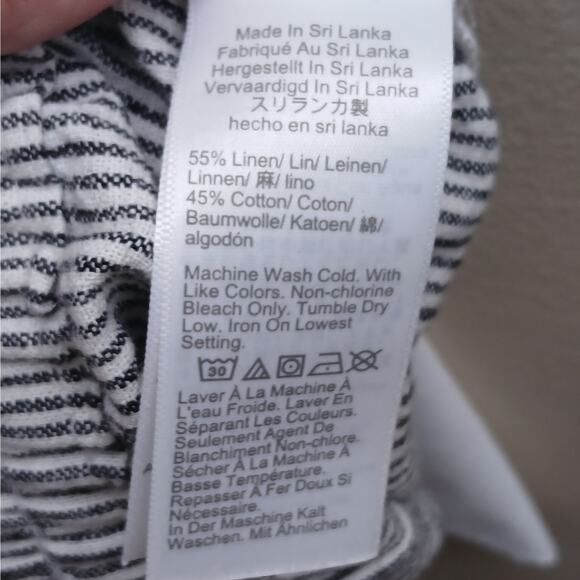 Made In Sri Lanka
Fabriqué Au Sri Lanka
Hergestellt In Sri Lanka
Vervaardigd In Sri Lanka
スリランカ製
hecho en sri lanka
55% Linen/ Lin/ Leinen/
Linnen/ 麻/ lino
45% Cotton/ Coton/
Baumwolle/ Katoen/ 綿/
algodón
Machine Wash Cold. With
Like Colors. Non-chlorine
Bleach Only. Tumble Dry
Low. Iron On Lowest
Setting.
30
Laver À La Machine À
L'eau Froide. Laver En
Séparant Les Couleurs.
Seulement Agent De
Blanchiment Non-chlore.
Sécher À La Machine À
Basse Température.
Repasser À Fer Doux Si
Nécessaire.
In Der Maschine Kalt
Waschen. Mit Ähnlichen